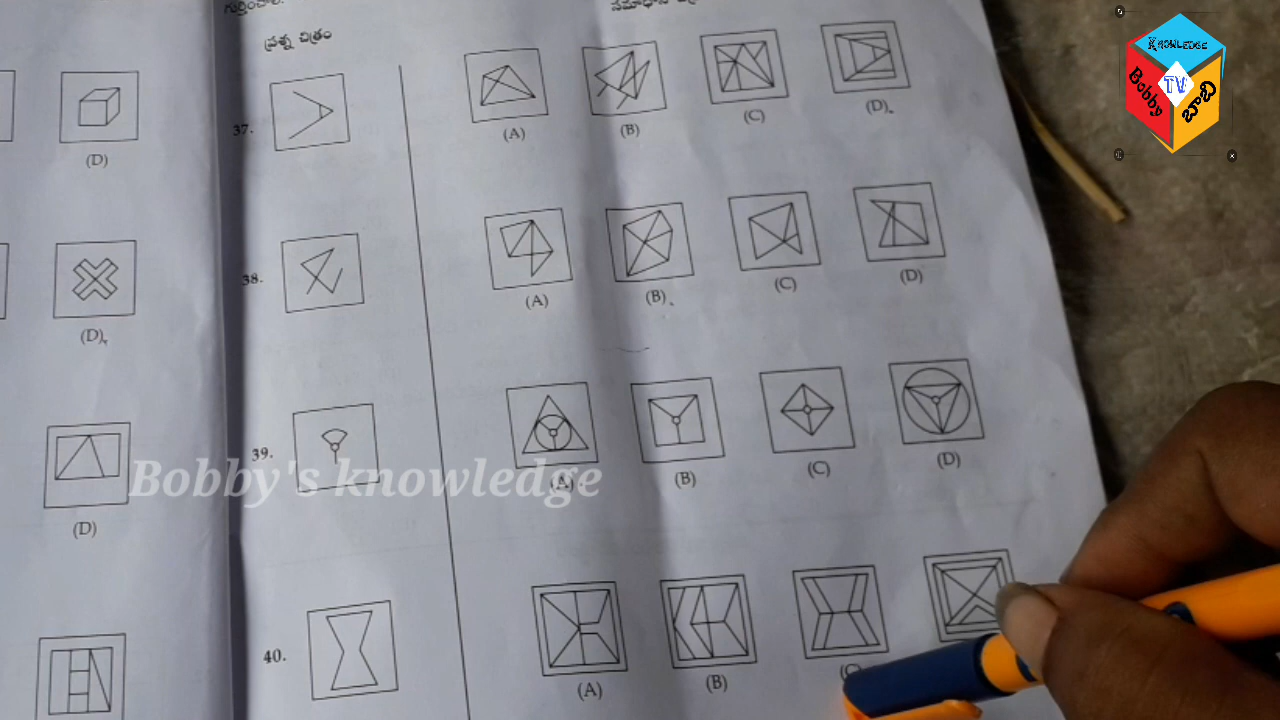 గుర్తించాలి.
ప్రశ్న చిత్రం
KNOWLEDGE
Bobby
TV
37.
(A)
(B)
(C)
(D)
(D)
38.
(A)
(B)
(C)
(D)
(D)
39.
(A)
(B)
(C)
(D)
(D)
Bobby's knowledge
40.
(A)
(B)